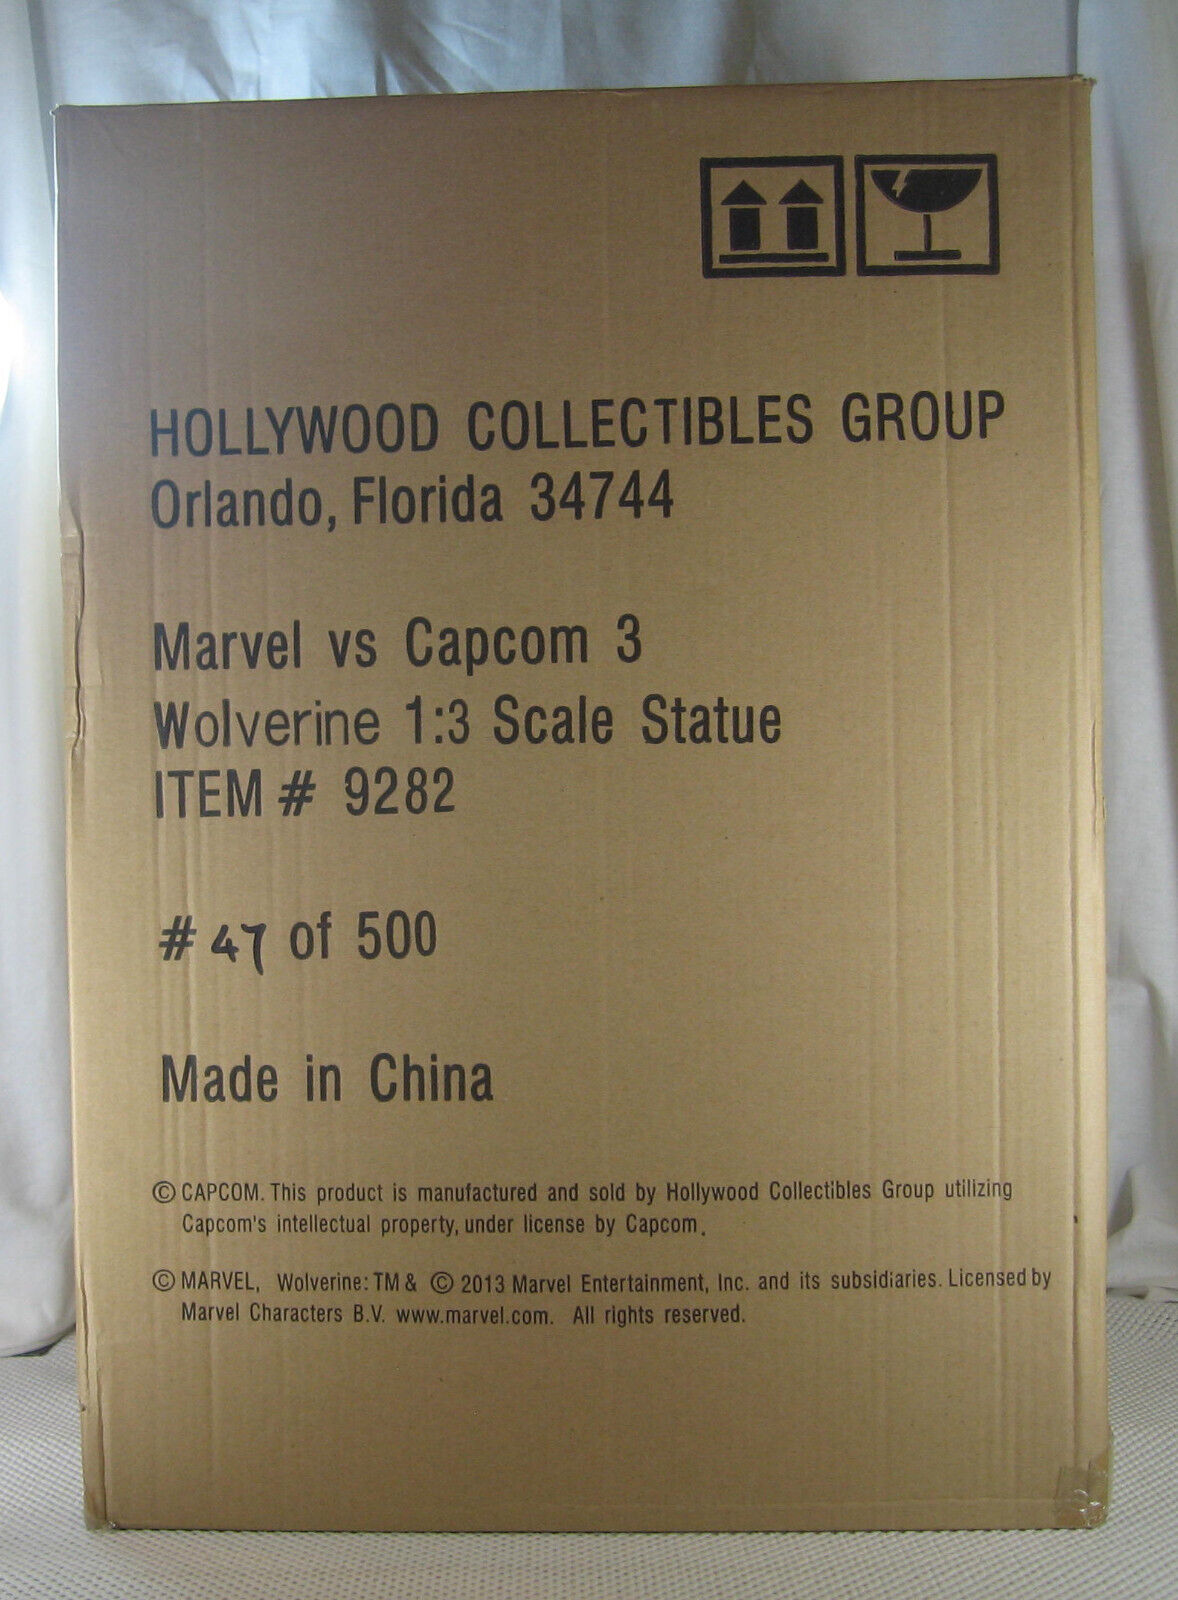 HOLLYWOOD COLLECTIBLES GROUP
Orlando, Florida 34744
Marvel vs Capcom 3
Wolverine 1:3 Scale Statue
ITEM # 9282
# 47 of 500
Made in China
© CAPCOM. This product is manufactured and sold by Hollywood Collectibles Group utilizing
Capcom's intellectual property, under license by Capcom.
© MARVEL, Wolverine: TM & © 2013 Marvel Entertainment, Inc. and its subsidiaries. Licensed by
Marvel Characters B.V. www.marvel.com. All rights reserved.